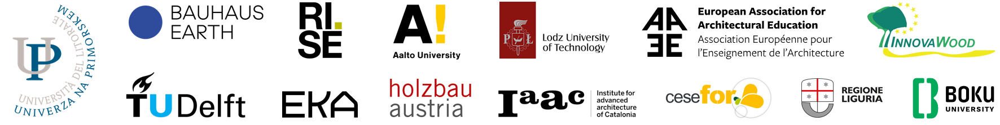 UP
UNIVERSITÀ DEL LITORALE
UNIVERZA NA PRIMORSKEM
BAUHAUS
EARTH
RI.
SE
A!
Aalto University
P Ł
Lodz University
of Technology
AA
EE
European Association for
Architectural Education
Association Européenne pour
l'Enseignement de l'Architecture
INNOVAWOOD
TUDelft
EKA
holzbau
austria
Iaac
Institute for
advanced
architecture
of Catalonia
cesefor
REGIONE
LIGURIA
BOKU
UNIVERSITY